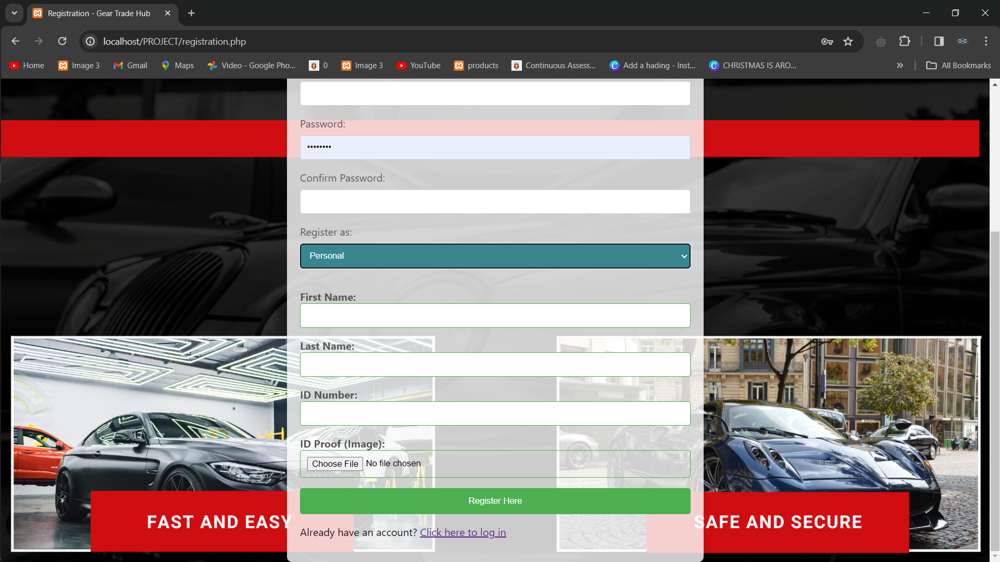 Registration - Gear Trade Hub
localhost/PROJECT/registration.php
Home
Image 3
Gmail
Maps
Video - Google Pho...
0
Image 3
YouTube
products
Continuous Assess...
Add a hading - Inst...
CHRISTMAS IS ARO...
All Bookmarks
Password:
••••••••
Confirm Password:
Register as:
Personal
First Name:
Last Name:
ID Number:
ID Proof (Image):
Choose File No file chosen
Register Here
FAST AND EASY
SAFE AND SECURE
Already have an account? Click here to log in